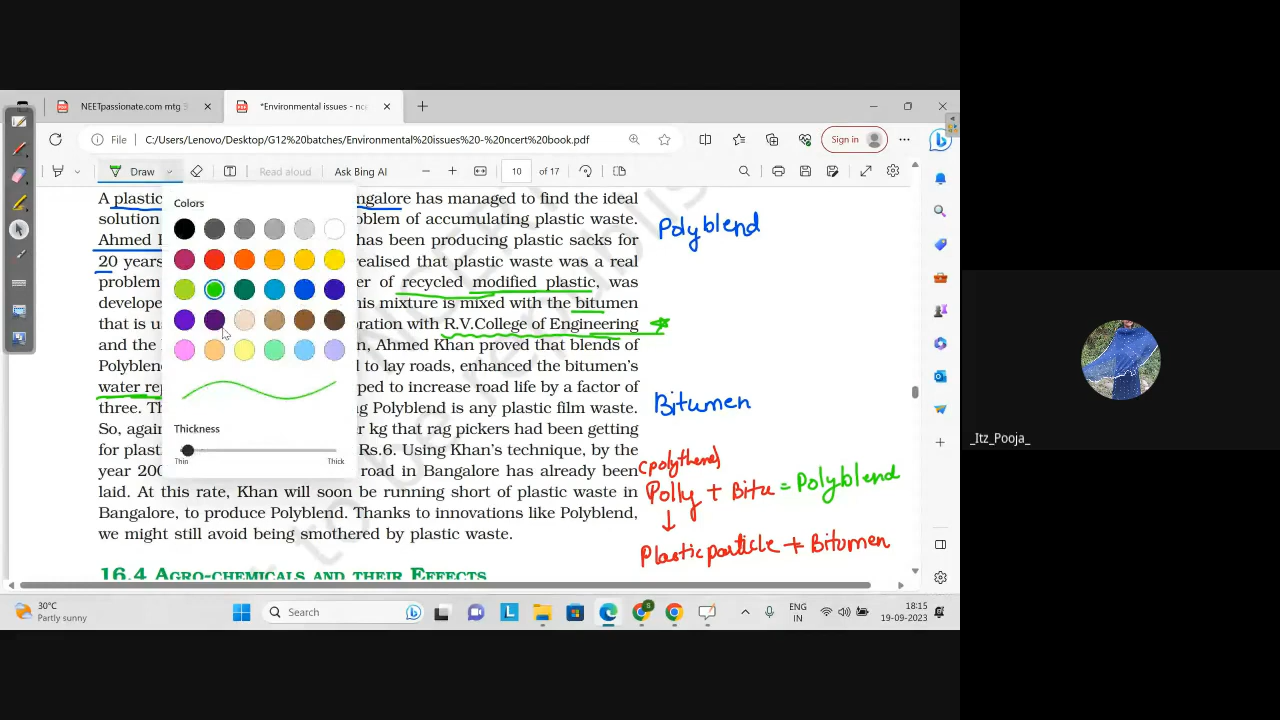 NEETpassionate.com mtg
*Environmental issues - nce
File
C:/Users/Lenovo/Desktop/G12%20batches/Environmental%20issues%20-%20ncert%20book.pdf
Sign in
Draw
Read aloud
Ask Bing AI
10 of 17
Colors
Thickness
Thin
Thick
A plastic ngalore has managed to find the ideal
solution oblem of accumulating plastic waste.
Ahmed has been producing plastic sacks for
20 years realised that plastic waste was a real
problem er of recycled modified plastic, was
develope his mixture is mixed with the bitumen
that is u oration with R.V.College of Engineering
and the , Ahmed Khan proved that blends of
Polyblen to lay roads, enhanced the bitumen's
water rep ped to increase road life by a factor of
three. Th g Polyblend is any plastic film waste.
So, again r kg that rag pickers had been getting
for plast Rs.6. Using Khan's technique, by the
year 200 road in Bangalore has already been
laid. At this rate, Khan will soon be running short of plastic waste in
Bangalore, to produce Polyblend. Thanks to innovations like Polyblend,
we might still avoid being smothered by plastic waste.
16.4 AGRO-CHEMICALS AND THEIR EFFECTS
Polyblend
Bitumen
(polythene)
Polly + Bitu = Polyblend
↓
Plastic particle + Bitumen
_Itz_Pooja_
30°C
Partly sunny
Search
ENG
IN
18:15
19-09-2023